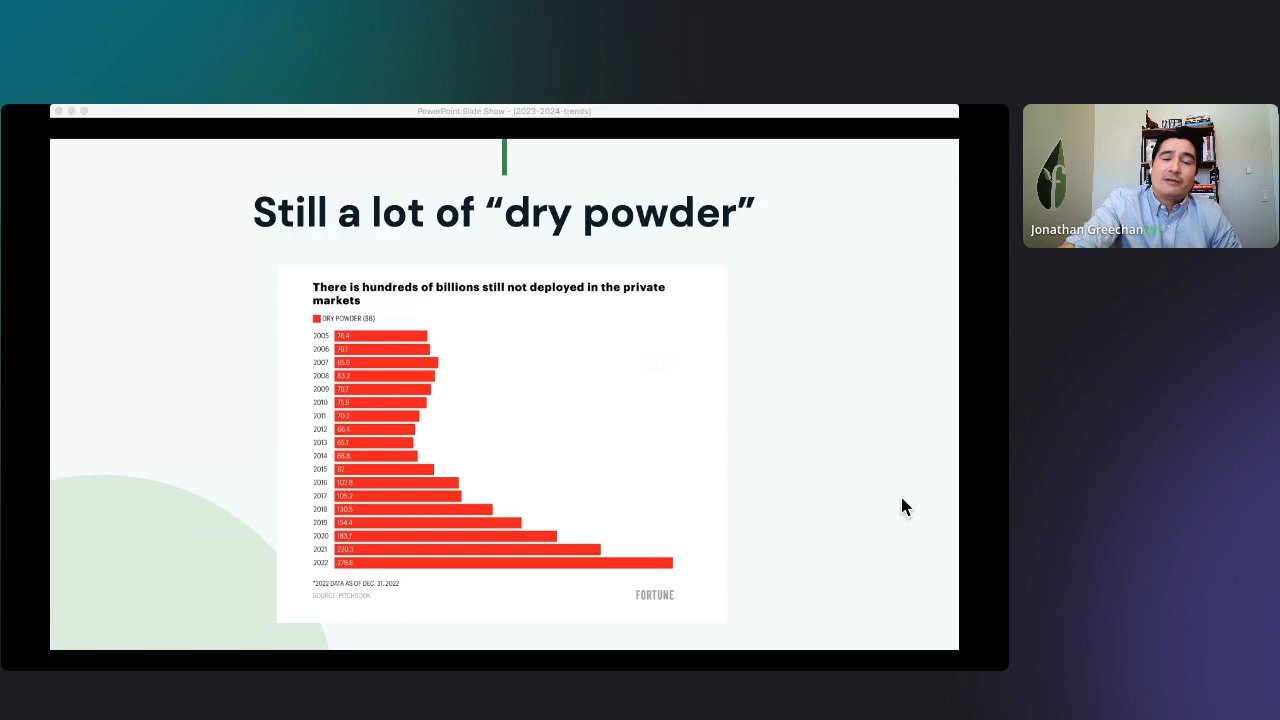 PowerPoint Slide Show - [2023-2024-trends]
Still a lot of “dry powder”
There is hundreds of billions still not deployed in the private
markets
DRY POWDER ($B)
2005 76.4
2006 79.1
2007 85.6
2008 83.2
2009 79.7
2010 75.9
2011 70.2
2012 66.4
2013 65.1
2014 68.8
2015 82
2016 102.8
2017 105.2
2018 130.5
2019 154.4
2020 183.7
2021 220.3
2022 279.8
*2022 DATA AS OF DEC. 31, 2022
SOURCE: PITCHBOOK
FORTUNE
f
Jonathan Greechan